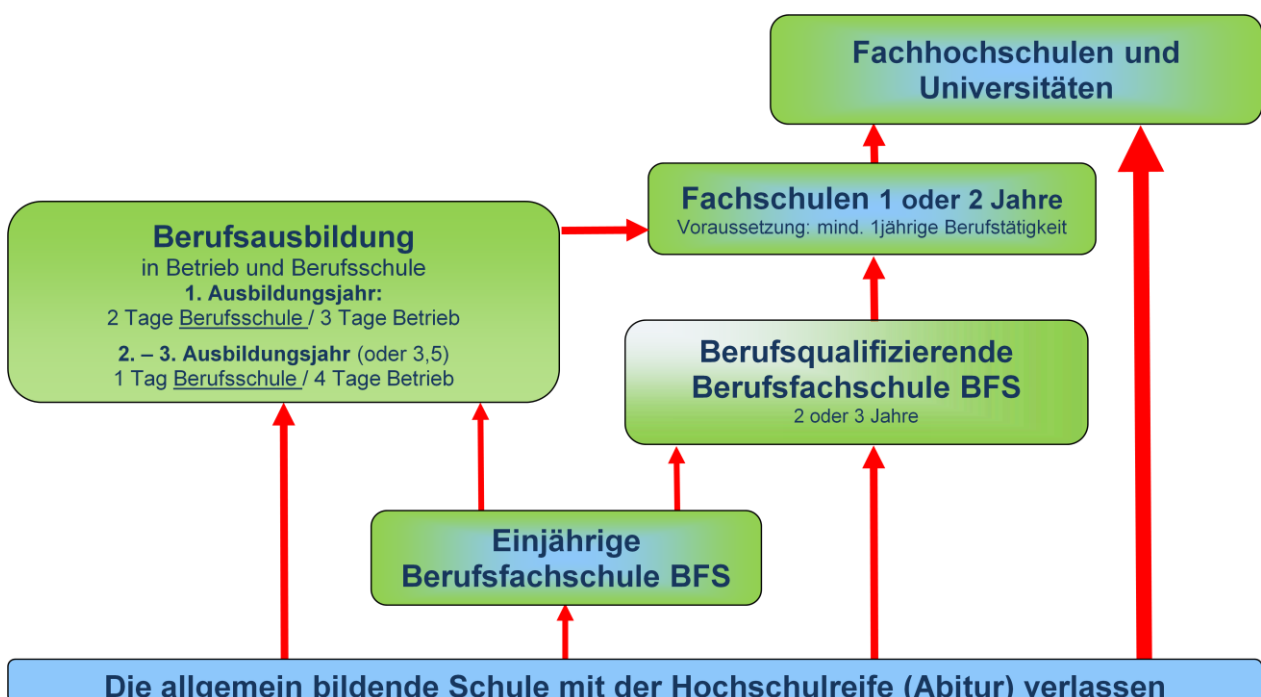 Fachhochschulen und
Universitäten
Fachschulen 1 oder 2 Jahre
Voraussetzung: mind. 1jährige Berufstätigkeit
Berufsausbildung
in Betrieb und Berufsschule
1. Ausbildungsjahr:
2 Tage Berufsschule / 3 Tage Betrieb
2. – 3. Ausbildungsjahr (oder 3,5)
1 Tag Berufsschule / 4 Tage Betrieb
Berufsqualifizierende
Berufsfachschule BFS
2 oder 3 Jahre
Einjährige
Berufsfachschule BFS
Die allgemein bildende Schule mit der Hochschulreife (Abitur) verlassen